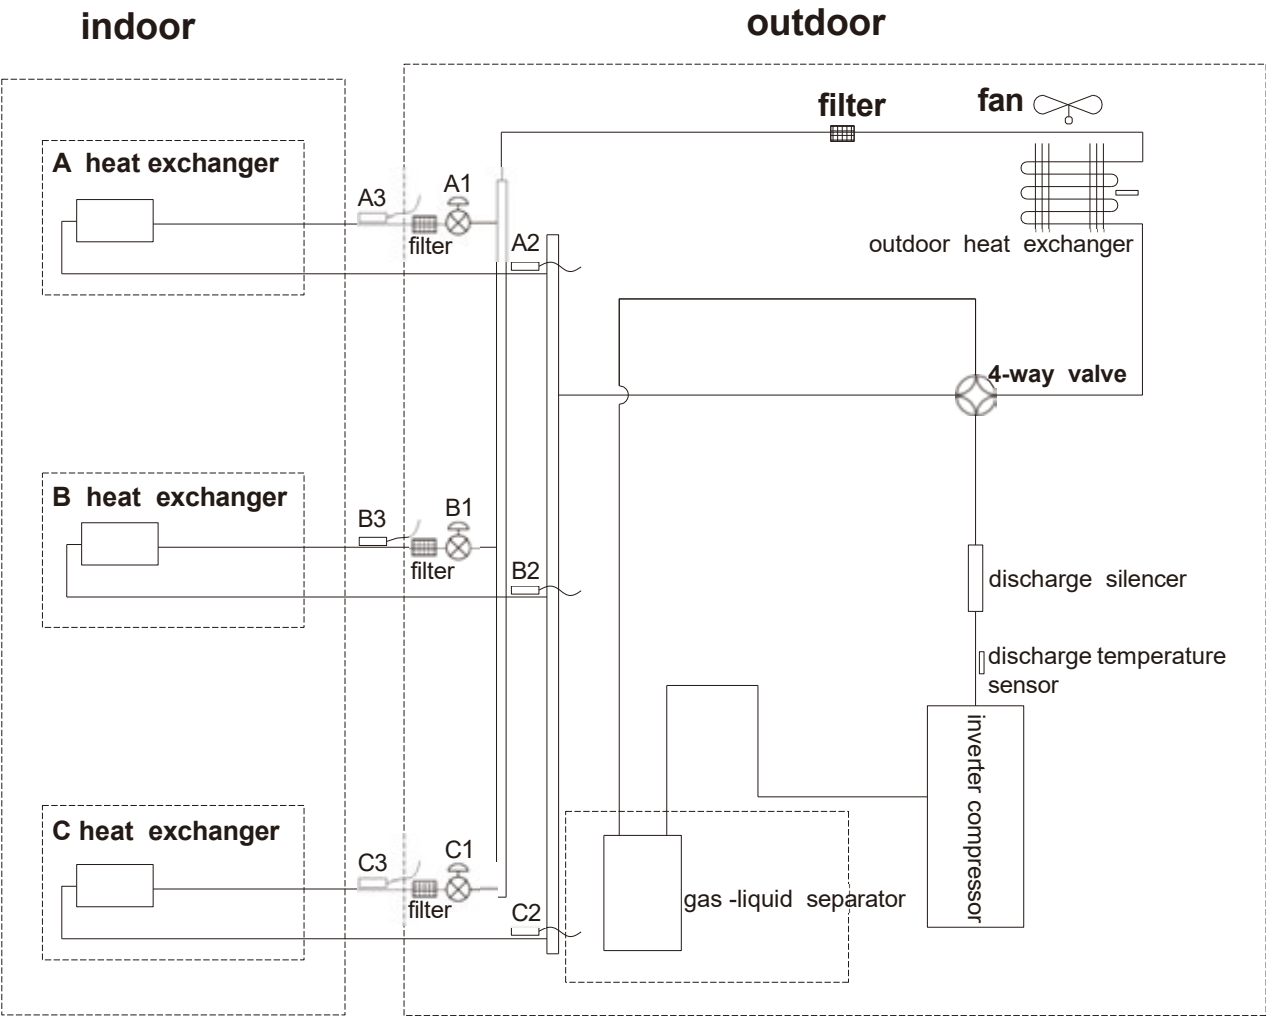 indoor
outdoor
filter
fan
A heat exchanger
A3
A1
filter
A2
outdoor heat exchanger
4-way valve
B heat exchanger
B3
B1
filter
B2
discharge silencer
discharge temperature
sensor
inverter compressor
C heat exchanger
C3
C1
filter
C2
gas -liquid separator